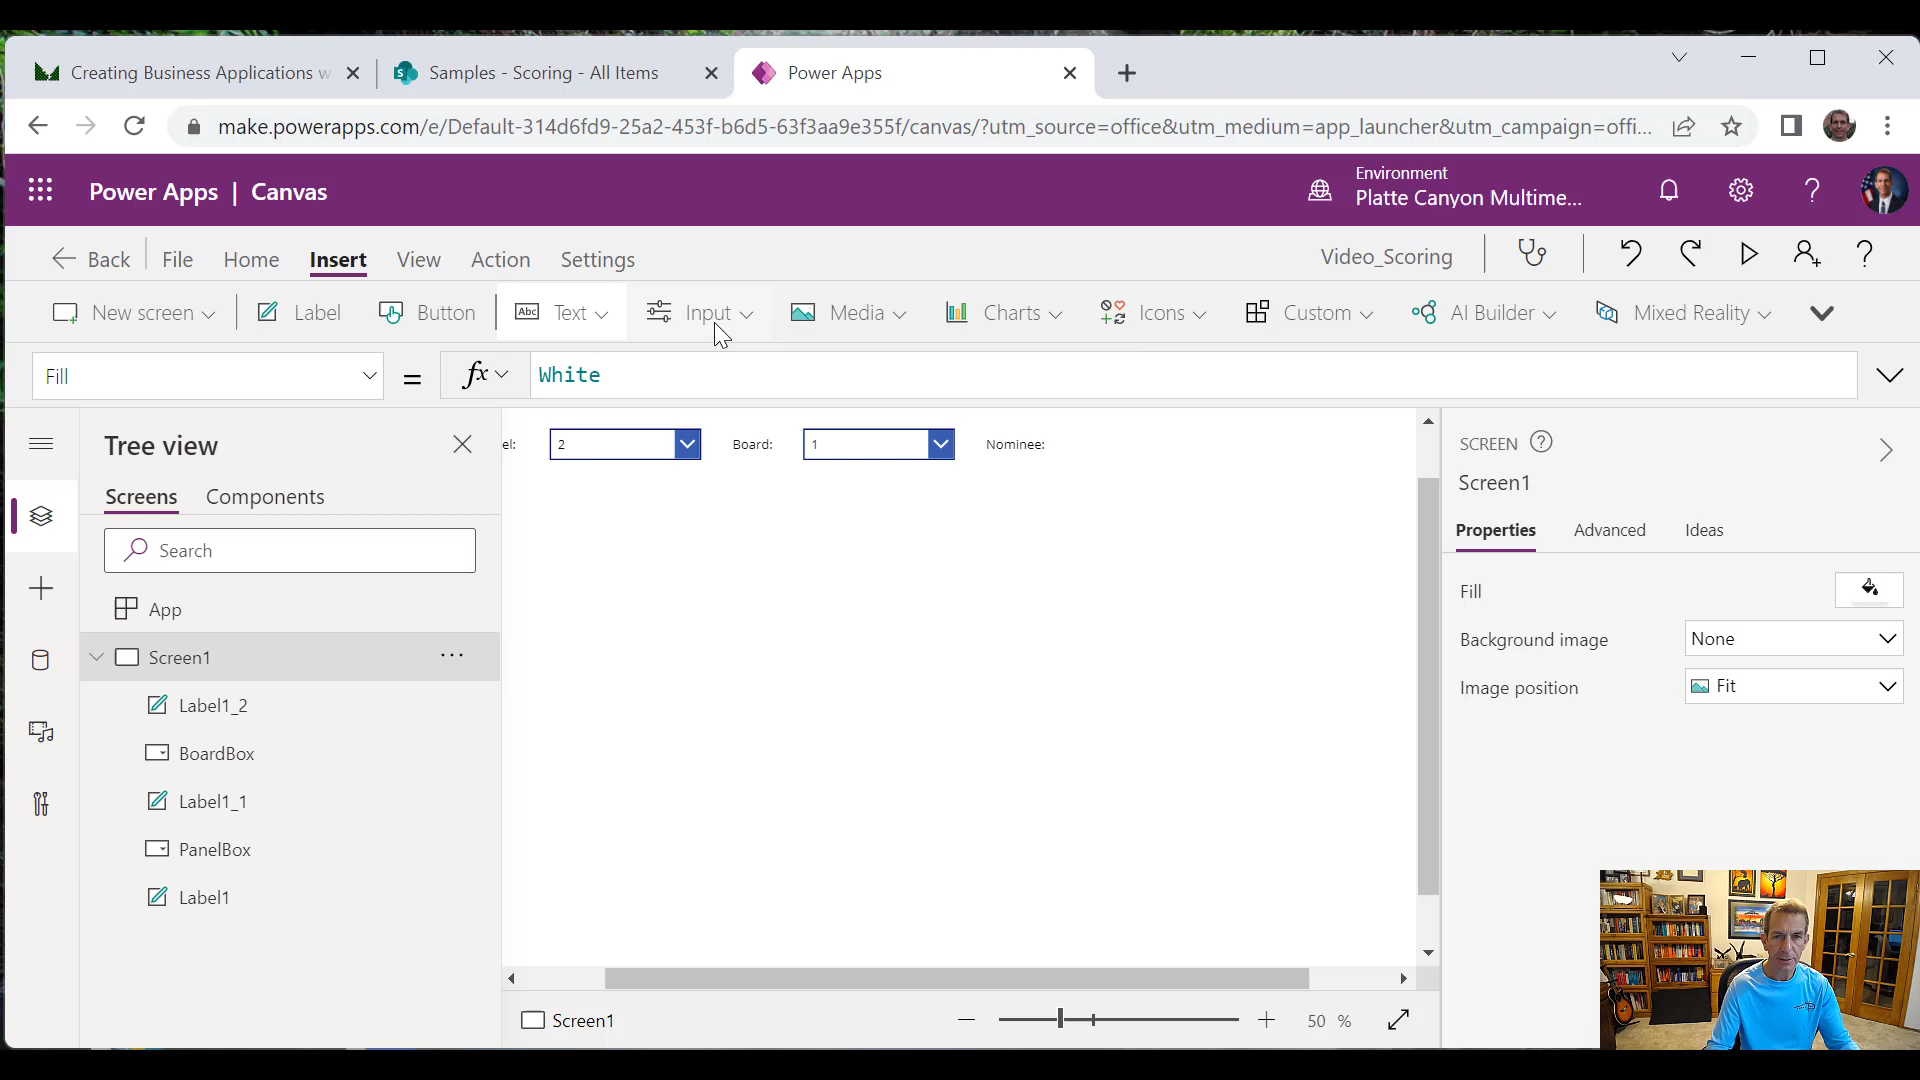 Creating Business Applications w
Samples - Scoring - All Items
Power Apps
make.powerapps.com/e/Default-314d6fd9-25a2-453f-b6d5-63f3aa9e355f/canvas/?utm_source=office&utm_medium=app_launcher&utm_campaign=offi...
Power Apps | Canvas
Environment
Platte Canyon Multime...
Back
File
Home
Insert
View
Action
Settings
Video_Scoring
New screen
Label
Button
Abc
Text
Input
Media
Charts
Icons
Custom
AI Builder
Mixed Reality
Fill
=
fx
White
Tree view
Screens
Components
Search
App
Screen1
Label1_2
BoardBox
Label1_1
PanelBox
Label1
el:
2
Board:
1
Nominee:
Screen1
50 %
SCREEN
Screen1
Properties
Advanced
Ideas
Fill
Background image
None
Image position
Fit